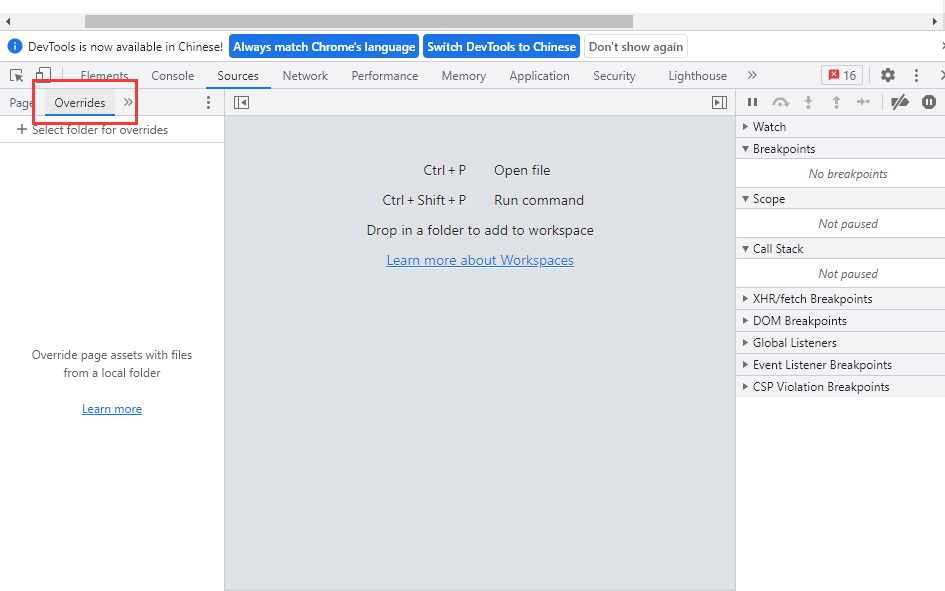 DevTools is now available in Chinese! Always match Chrome's language Switch DevTools to Chinese Don't show again
Elements Console Sources Network Performance Memory Application Security Lighthouse » 16
Page Overrides »
+ Select folder for overrides
Override page assets with files
from a local folder
Learn more
Ctrl + P Open file
Ctrl + Shift + P Run command
Drop in a folder to add to workspace
Learn more about Workspaces
Watch
Breakpoints
No breakpoints
Scope
Not paused
Call Stack
Not paused
XHR/fetch Breakpoints
DOM Breakpoints
Global Listeners
Event Listener Breakpoints
CSP Violation Breakpoints